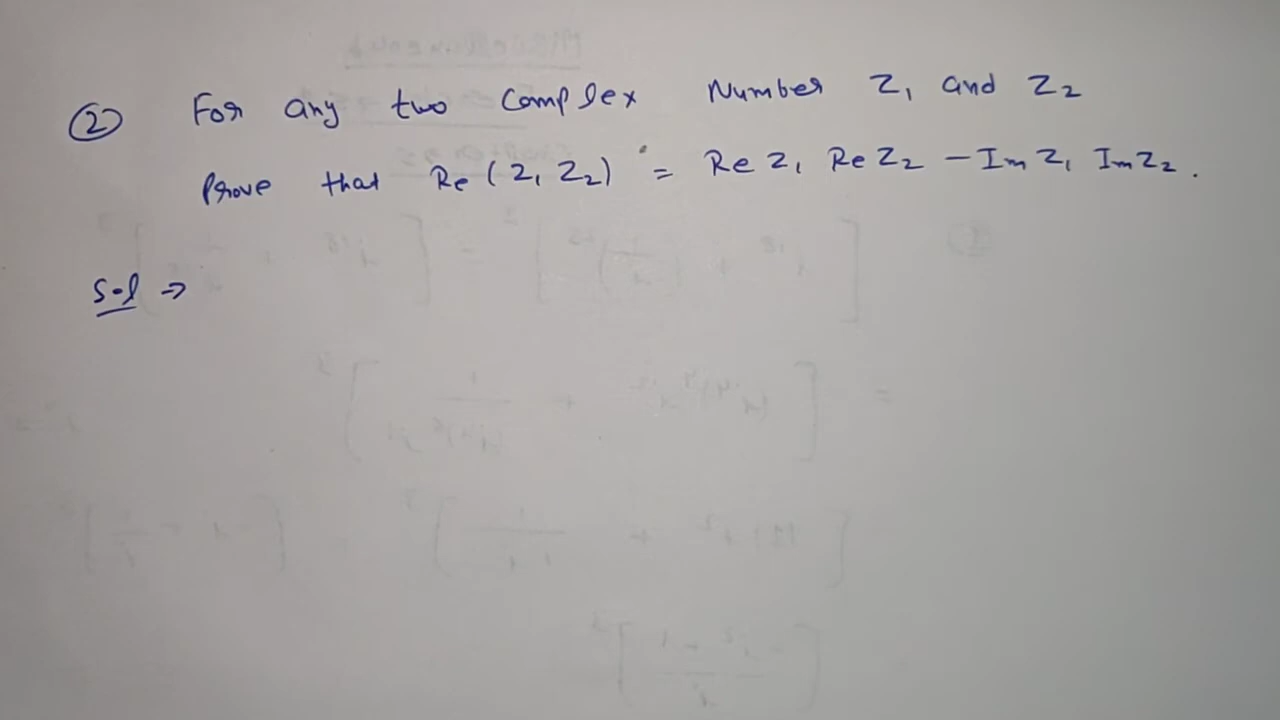 ② For any two Complex Number Z₁ and Z₂
Prove that Re (Z₁ Z₂) = Re Z₁ Re Z₂ − Im Z₁ Im Z₂.
Sol ⇒